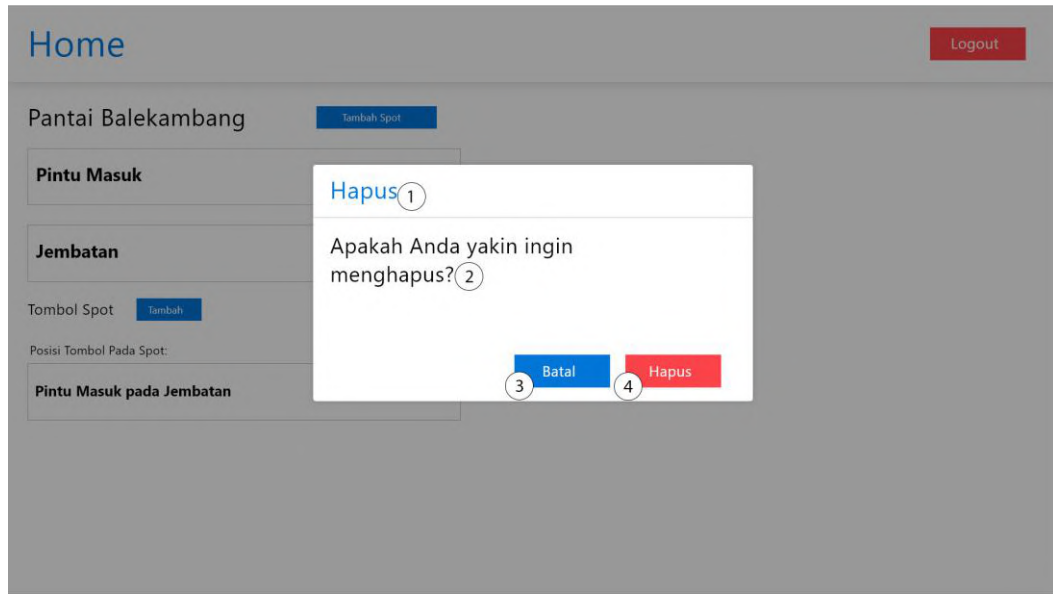 Home
Logout
Pantai Balekambang
Tambah Spot
Pintu Masuk
Jembatan
Tombol Spot
Tambah
Posisi Tombol Pada Spot:
Pintu Masuk pada Jembatan
Hapus 1
Apakah Anda yakin ingin
menghapus? 2
3 Batal
4 Hapus